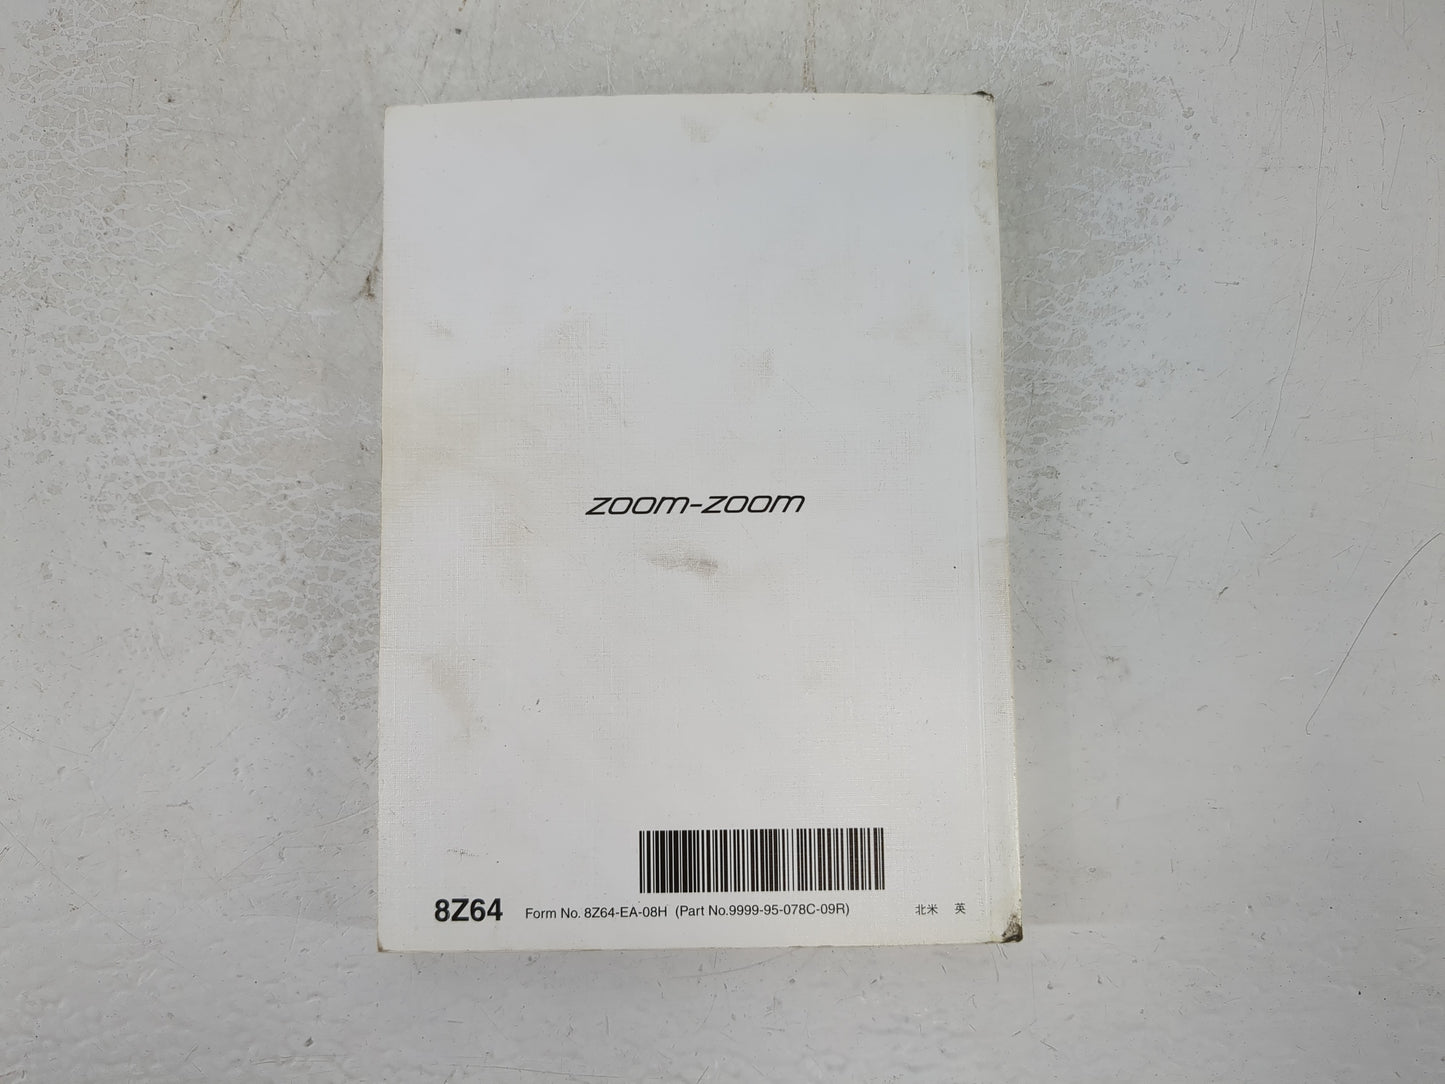 zoom-zoom
8Z64 Form No. 8Z64-EA-08H (Part No.9999-95-078C-09R) 北米 英